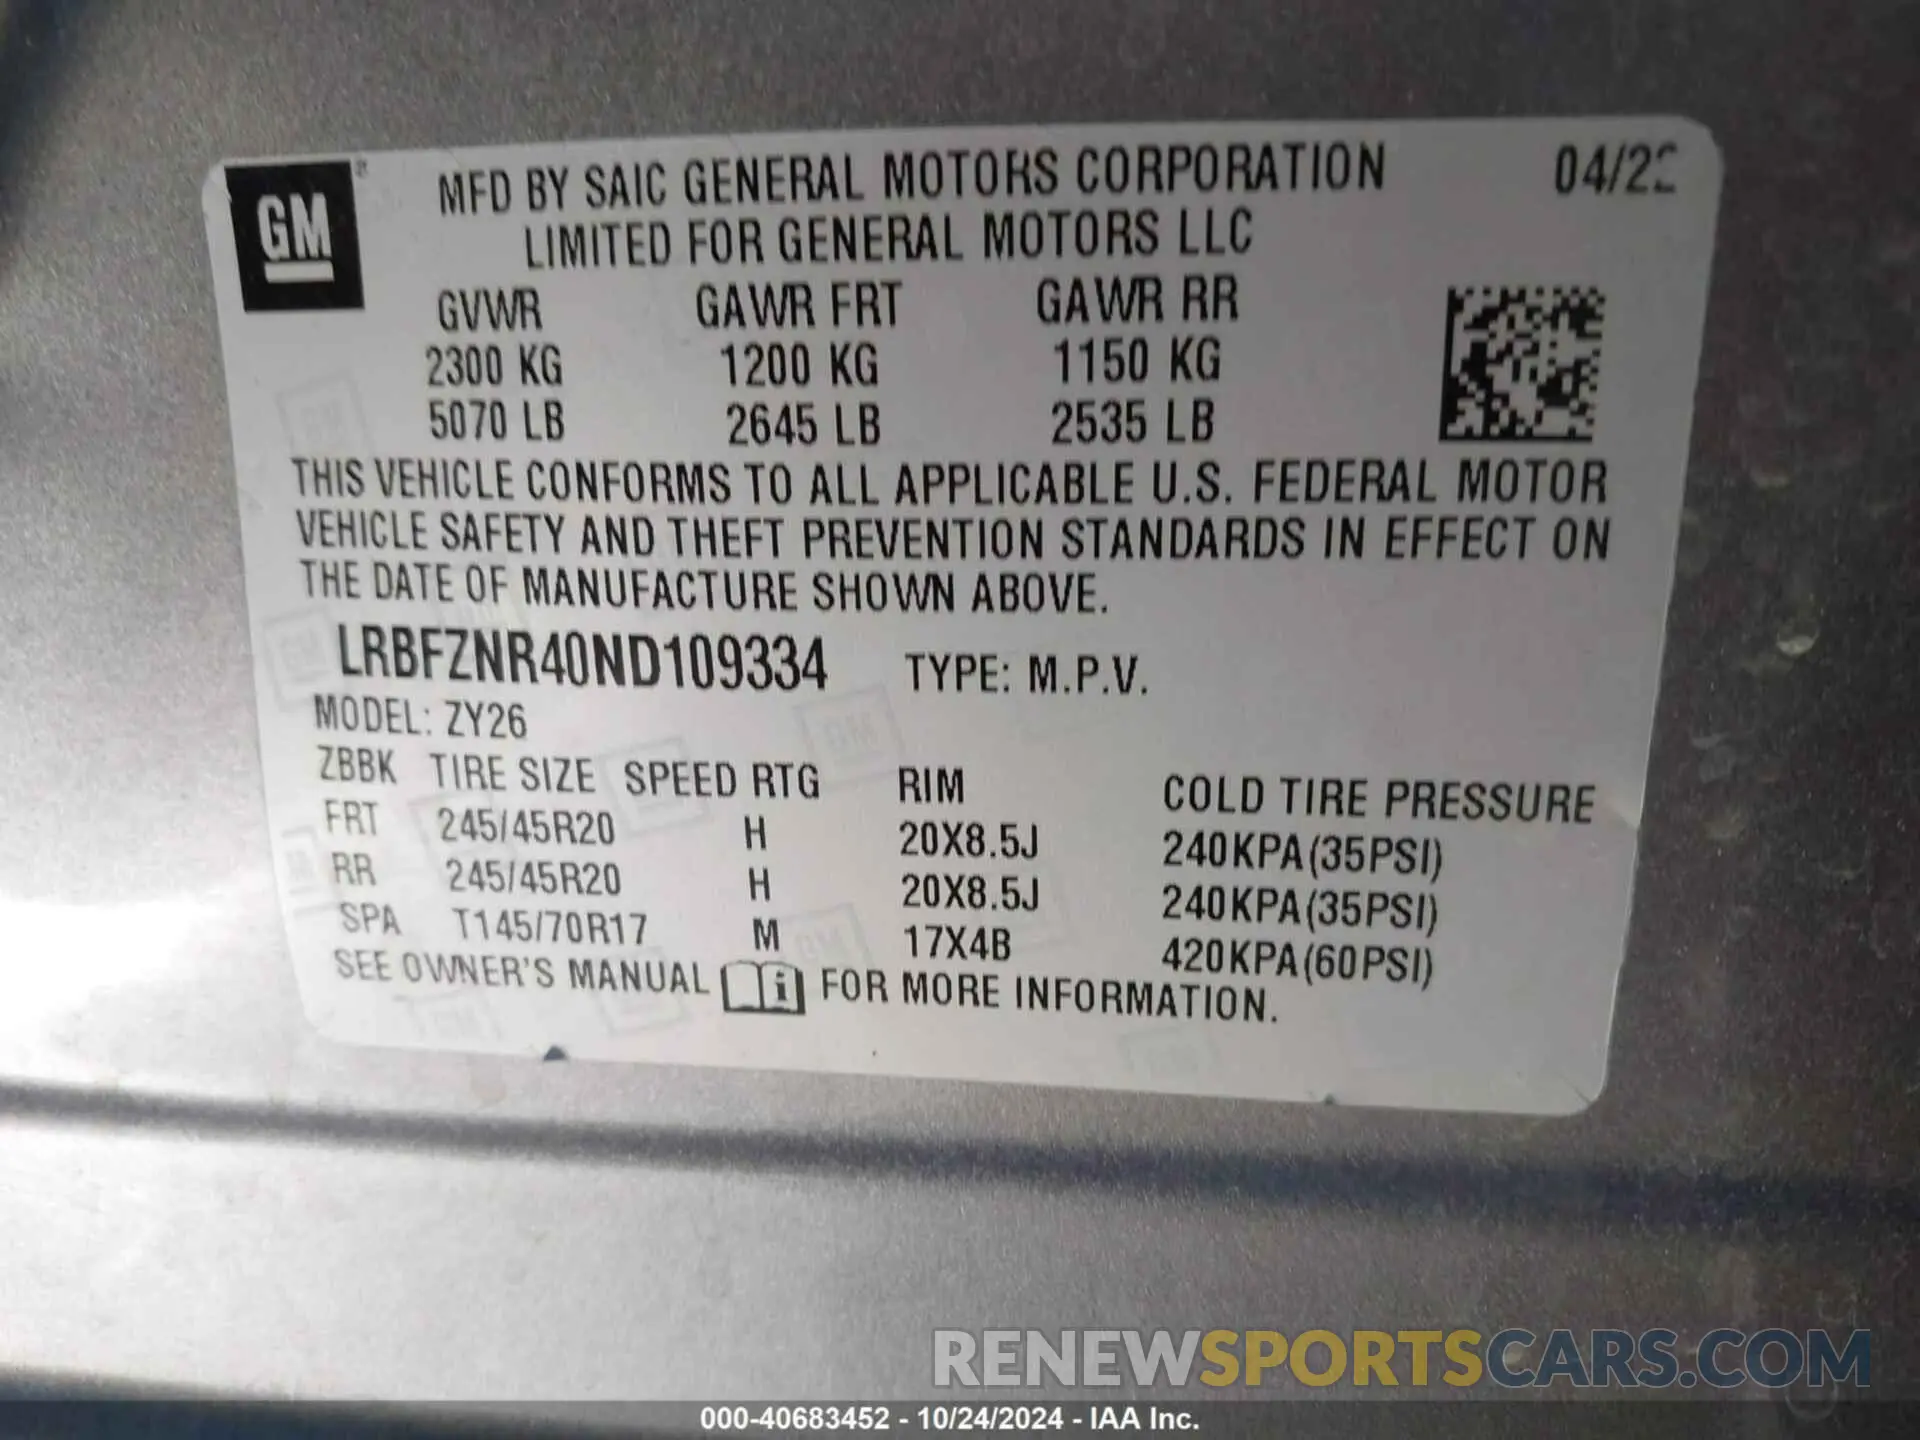 GM ® MFD BY SAIC GENERAL MOTORS CORPORATION 04/22
LIMITED FOR GENERAL MOTORS LLC
GVWR GAWR FRT GAWR RR
2300 KG 1200 KG 1150 KG
5070 LB 2645 LB 2535 LB
THIS VEHICLE CONFORMS TO ALL APPLICABLE U.S. FEDERAL MOTOR
VEHICLE SAFETY AND THEFT PREVENTION STANDARDS IN EFFECT ON
THE DATE OF MANUFACTURE SHOWN ABOVE.
LRBFZNR40ND109334 TYPE: M.P.V.
MODEL: ZY26
ZBBK TIRE SIZE SPEED RTG RIM COLD TIRE PRESSURE
FRT 245/45R20 H 20X8.5J 240KPA(35PSI)
RR 245/45R20 H 20X8.5J 240KPA(35PSI)
SPA T145/70R17 M 17X4B 420KPA(60PSI)
SEE OWNER'S MANUAL i FOR MORE INFORMATION.
RENEWSPORTSCARS.COM
000-40683452 - 10/24/2024 - IAA Inc.